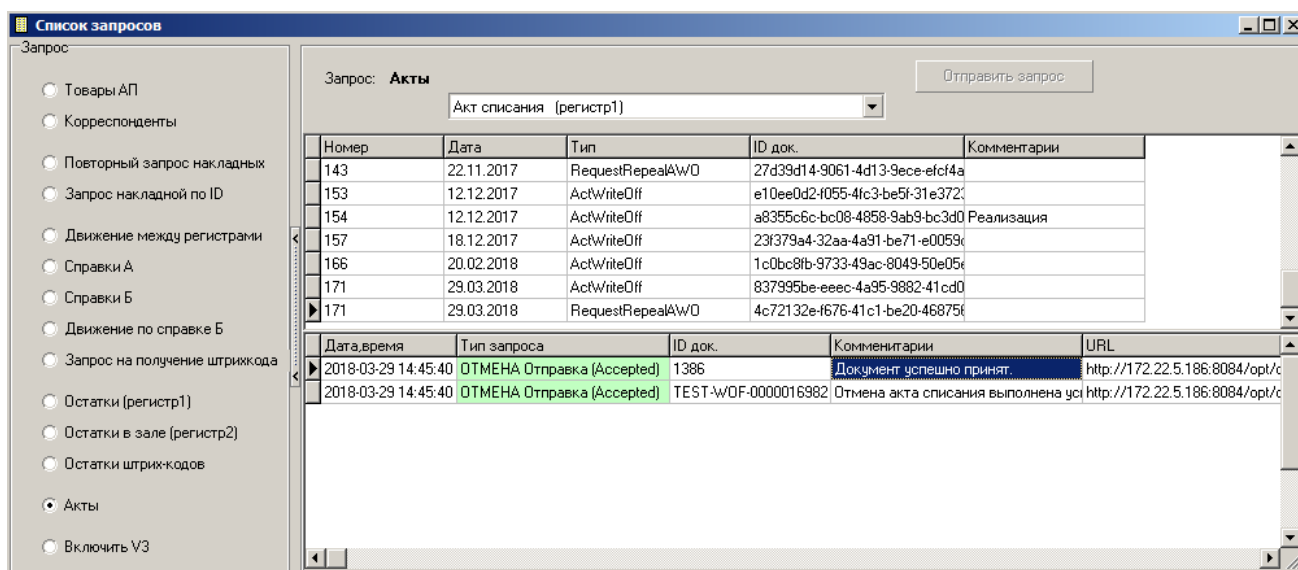 Список запросов
Запрос
Товары АП
Корреспонденты
Повторный запрос накладных
Запрос накладной по ID
Движение между регистрами
Справки А
Справки Б
Движение по справке Б
Запрос на получение штрихкода
Остатки (регистр1)
Остатки в зале (регистр2)
Остатки штрих-кодов
Акты
Включить V3
Запрос: Акты
Отправить запрос
Акт списания (регистр1)
Номер Дата Тип ID док. Комментарии
143 22.11.2017 RequestRepealAWO 27d39d14-9061-4d13-9ece-efcf4a
153 12.12.2017 ActWriteOff e10ee0d2-f055-4fc3-be5f-31e372
154 12.12.2017 ActWriteOff a8355c6c-bc08-4858-9ab9-bc3d0 Реализация
157 18.12.2017 ActWriteOff 23f379a4-32aa-4a91-be71-e0059
166 20.02.2018 ActWriteOff 1c0bc8fb-9733-49ac-8049-50e05
171 29.03.2018 ActWriteOff 837995be-eeec-4a95-9882-41cd0
171 29.03.2018 RequestRepealAWO 4c72132e-f676-41c1-be20-46875
Дата,время Тип запроса ID док. Комменитарии URL
2018-03-29 14:45:40 ОТМЕНА Отправка (Accepted) 1386 Документ успешно принят. http://172.22.5.186:8084/opt/
2018-03-29 14:45:40 ОТМЕНА Отправка (Accepted) TEST-WOF-0000016982 Отмена акта списания выполнена ус http://172.22.5.186:8084/opt/